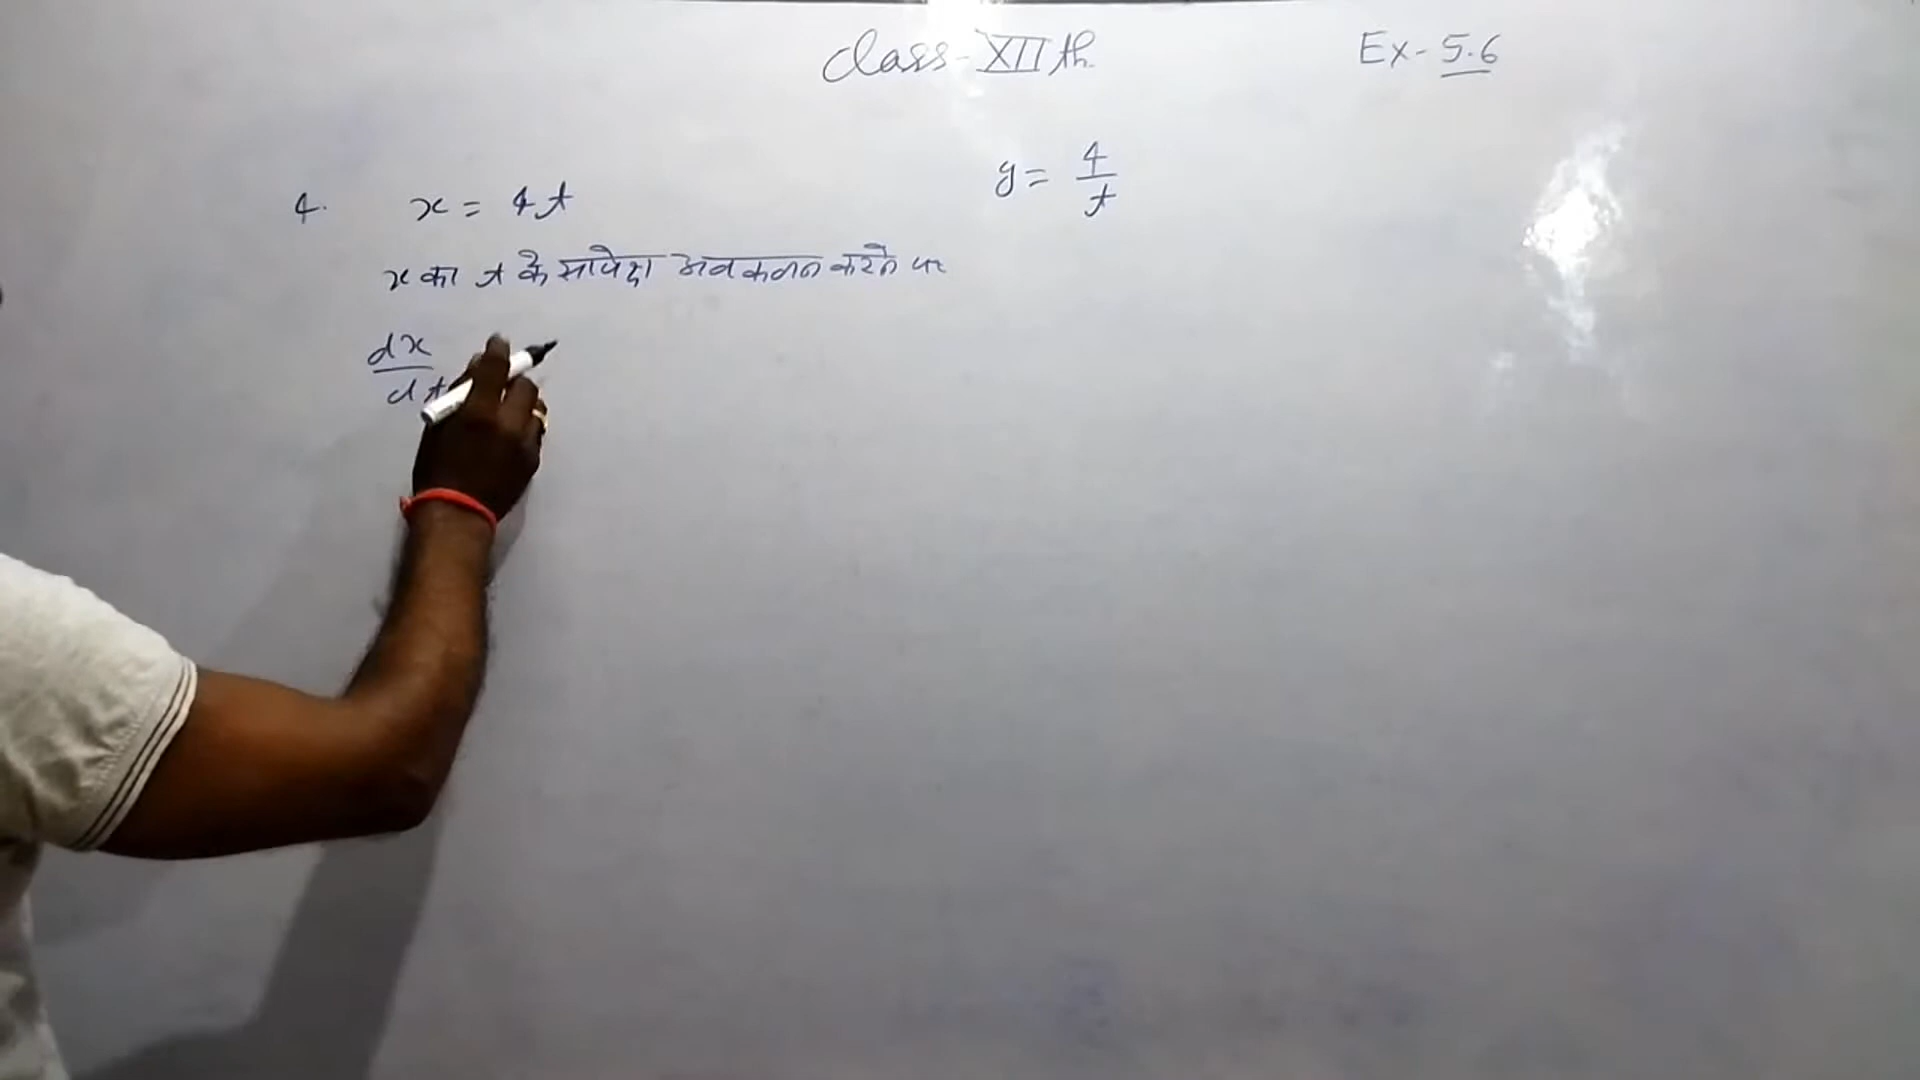 Class-XIIth Ex-5.6
4. x = 4t y = 4/t
x का t के सापेक्ष अवकलन करने पर
dx/dt